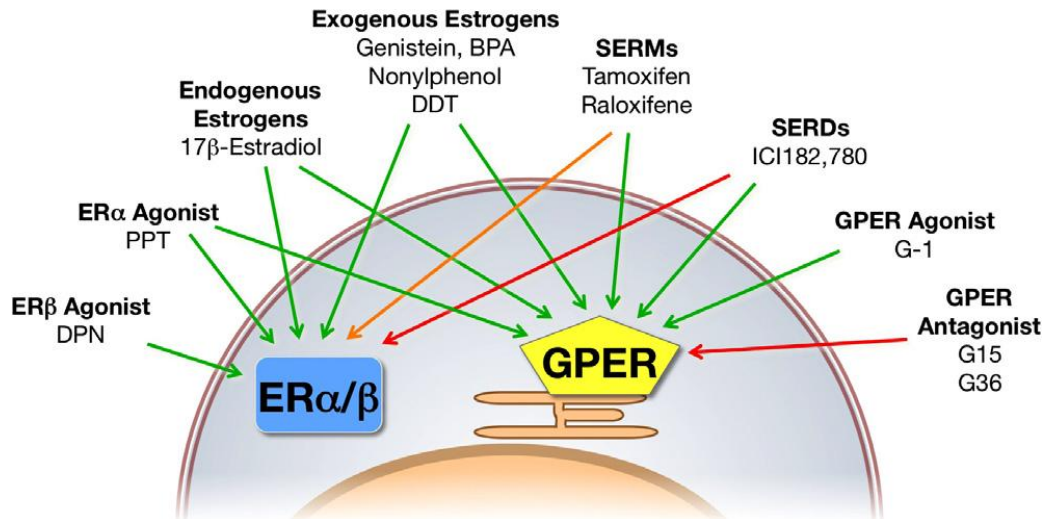 Exogenous Estrogens
Genistein, BPA
Nonylphenol
DDT
SERMs
Tamoxifen
Raloxifene
Endogenous
Estrogens
17β-Estradiol
SERDs
ICI182,780
ERα Agonist
PPT
GPER Agonist
G-1
ERβ Agonist
DPN
GPER
Antagonist
G15
G36
ERα/β
GPER